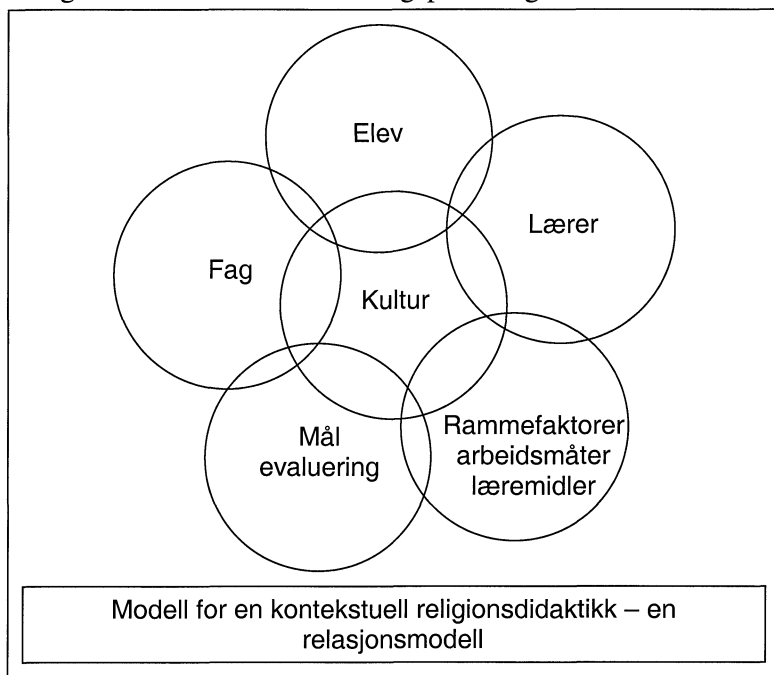 Elev
Lærer
Fag
Kultur
Mål
evaluering
Rammefaktorer
arbeidsmåter
læremidler
Modell for en kontekstuell religionsdidaktikk – en
relasjonsmodell